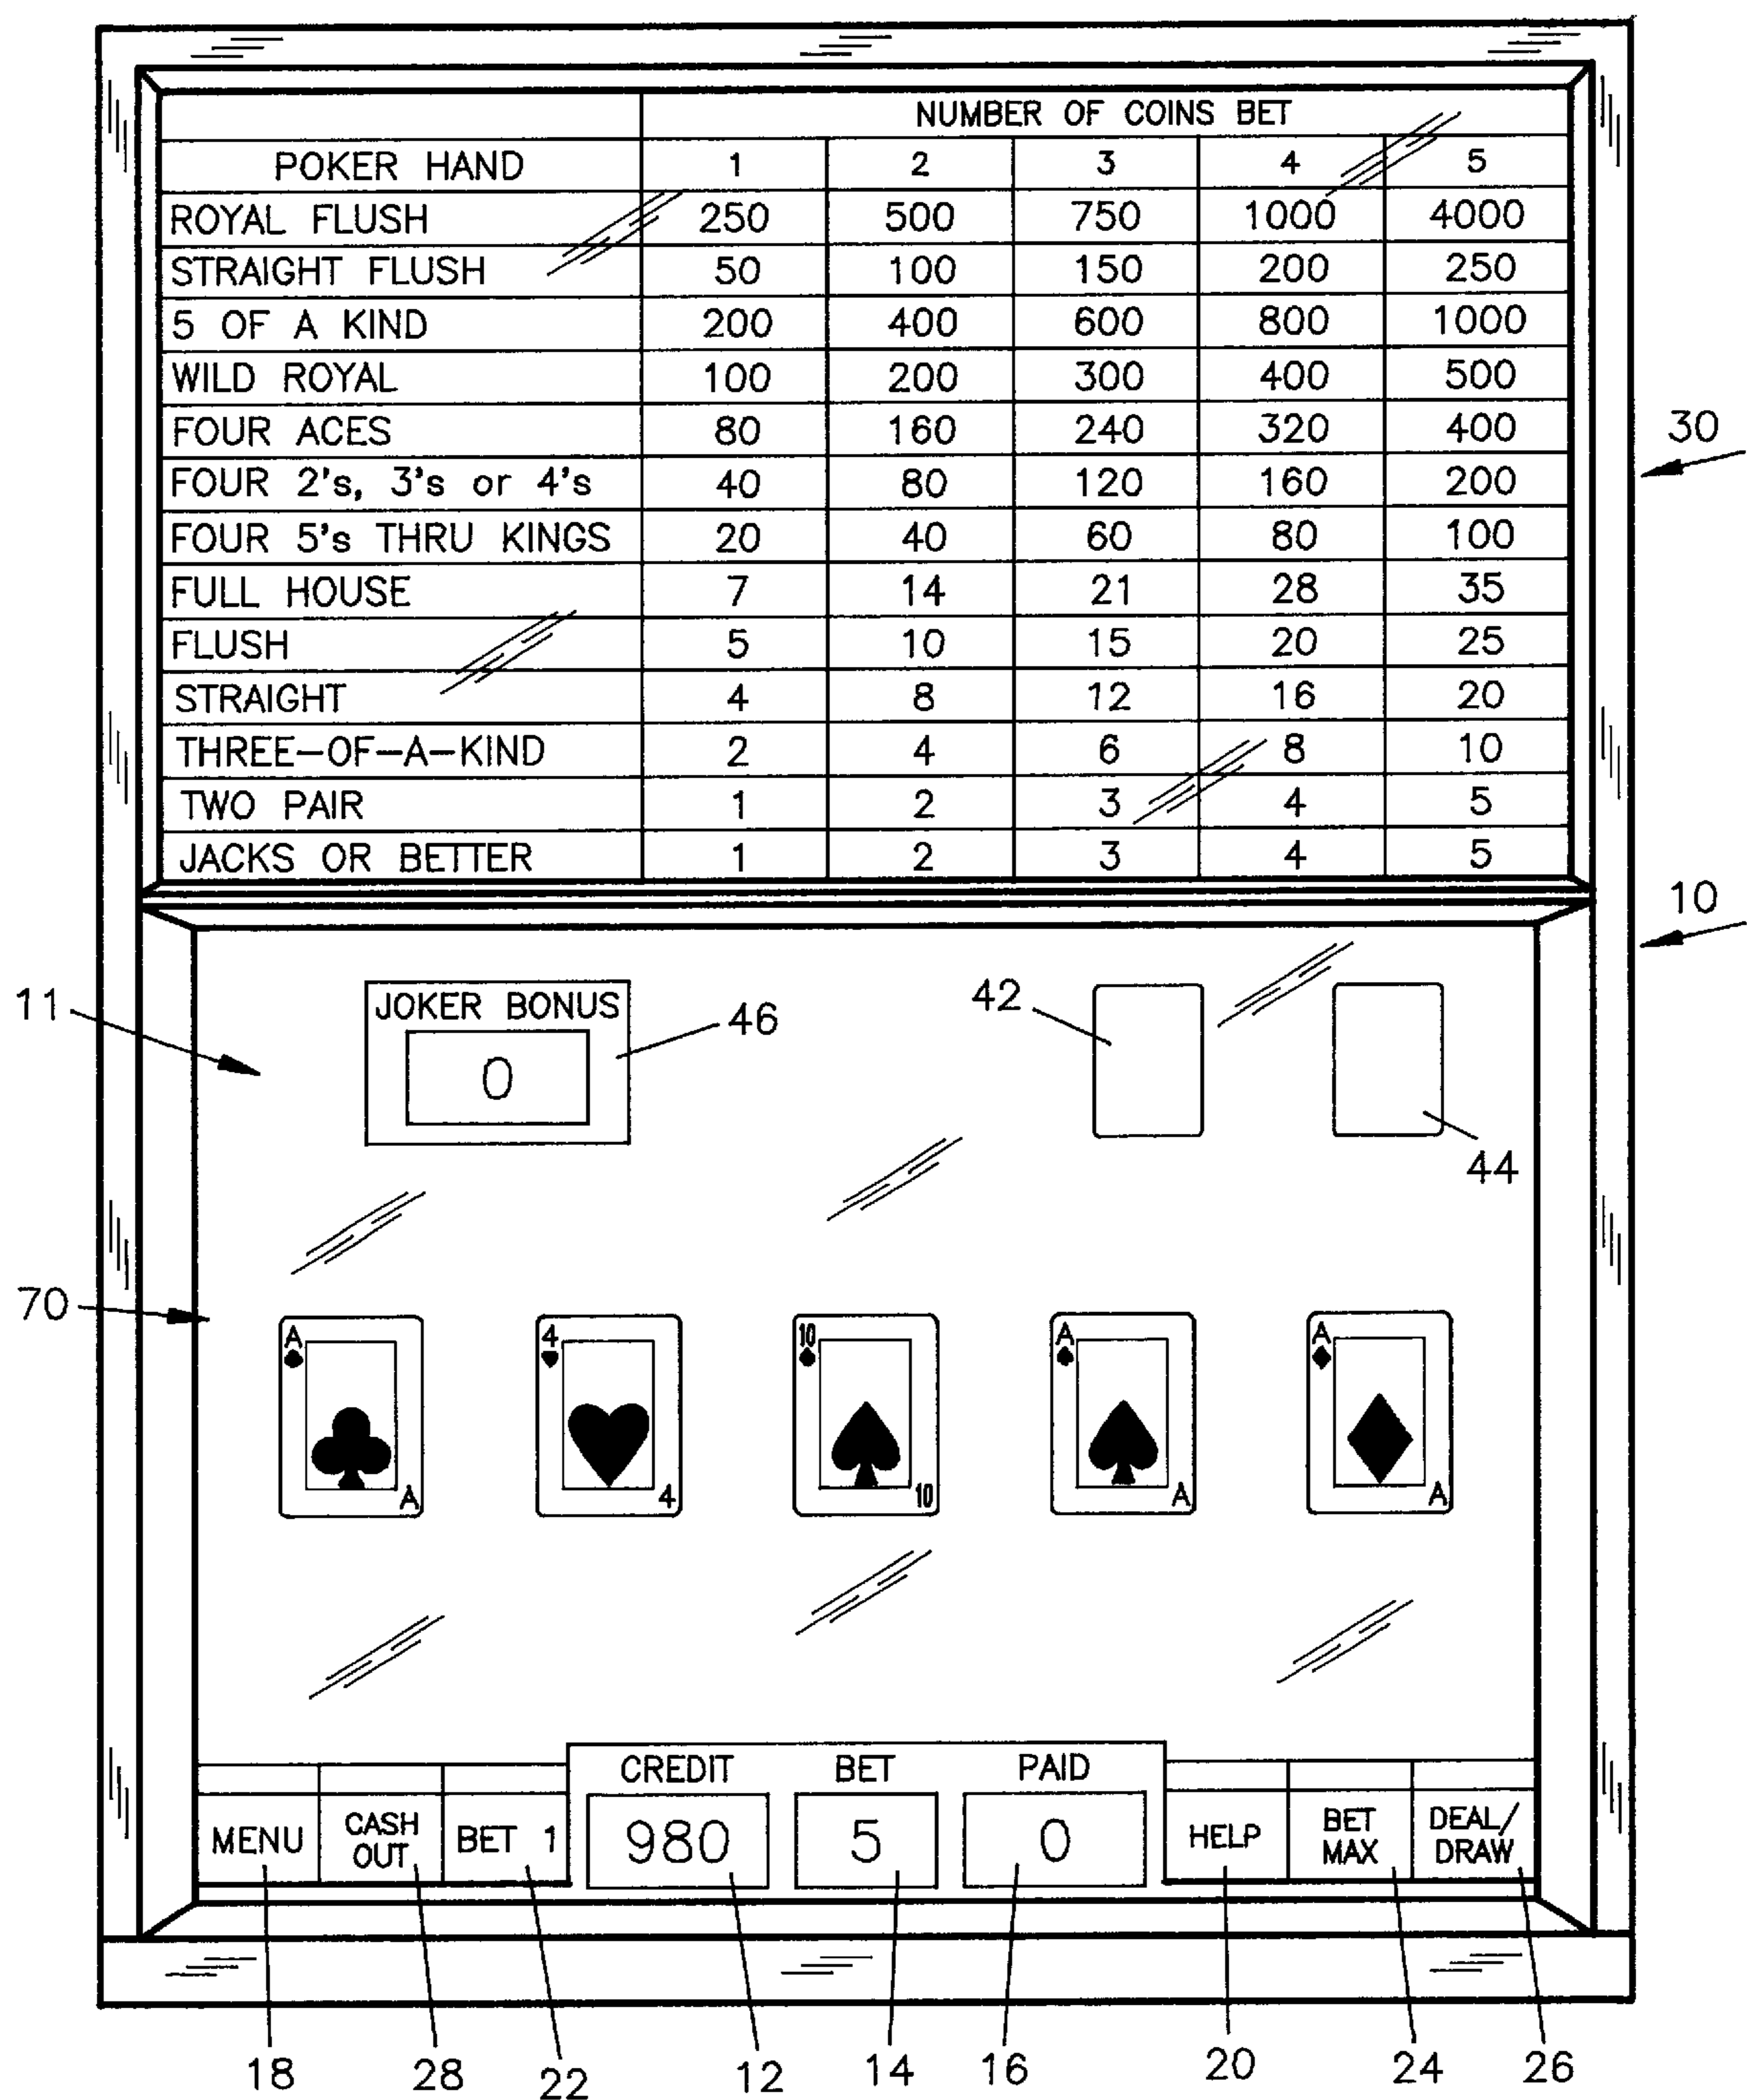 NUMBER OF COINS BET
POKER HAND 1 2 3 4 5
ROYAL FLUSH 250 500 750 1000 4000
STRAIGHT FLUSH 50 100 150 200 250
5 OF A KIND 200 400 600 800 1000
WILD ROYAL 100 200 300 400 500
FOUR ACES 80 160 240 320 400
FOUR 2's, 3's or 4's 40 80 120 160 200
FOUR 5's THRU KINGS 20 40 60 80 100
FULL HOUSE 7 14 21 28 35
FLUSH 5 10 15 20 25
STRAIGHT 4 8 12 16 20
THREE-OF-A-KIND 2 4 6 8 10
TWO PAIR 1 2 3 4 5
JACKS OR BETTER 1 2 3 4 5
30
10
11
JOKER BONUS
0
46
42
44
70
A 4 10 A A
A 4 10 A A
CREDIT BET PAID
MENU
CASH
OUT
BET 1
980 5 0
HELP
BET
MAX
DEAL/
DRAW
18 28 22 12 14 16 20 24 26